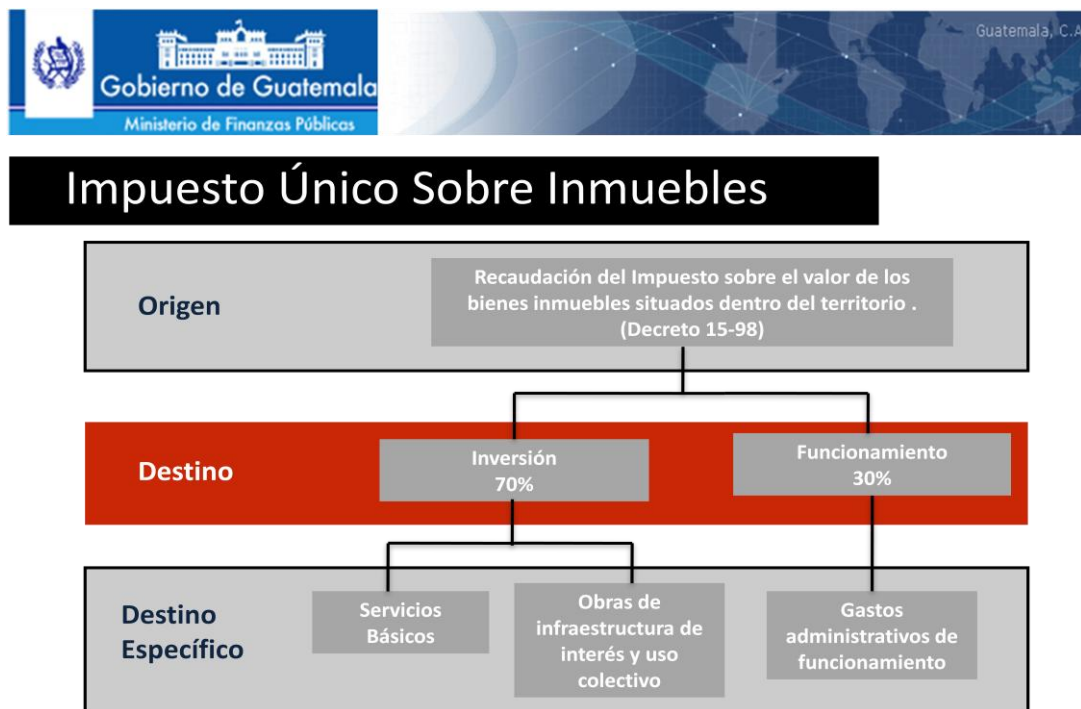 Guatemala, C.A
Gobierno de Guatemala
Ministerio de Finanzas Públicas
Impuesto Único Sobre Inmuebles
Origen
Recaudación del Impuesto sobre el valor de los
bienes inmuebles situados dentro del territorio .
(Decreto 15-98)
Destino
Inversión
70%
Funcionamiento
30%
Destino
Específico
Servicios
Básicos
Obras de
infraestructura de
interés y uso
colectivo
Gastos
administrativos de
funcionamiento